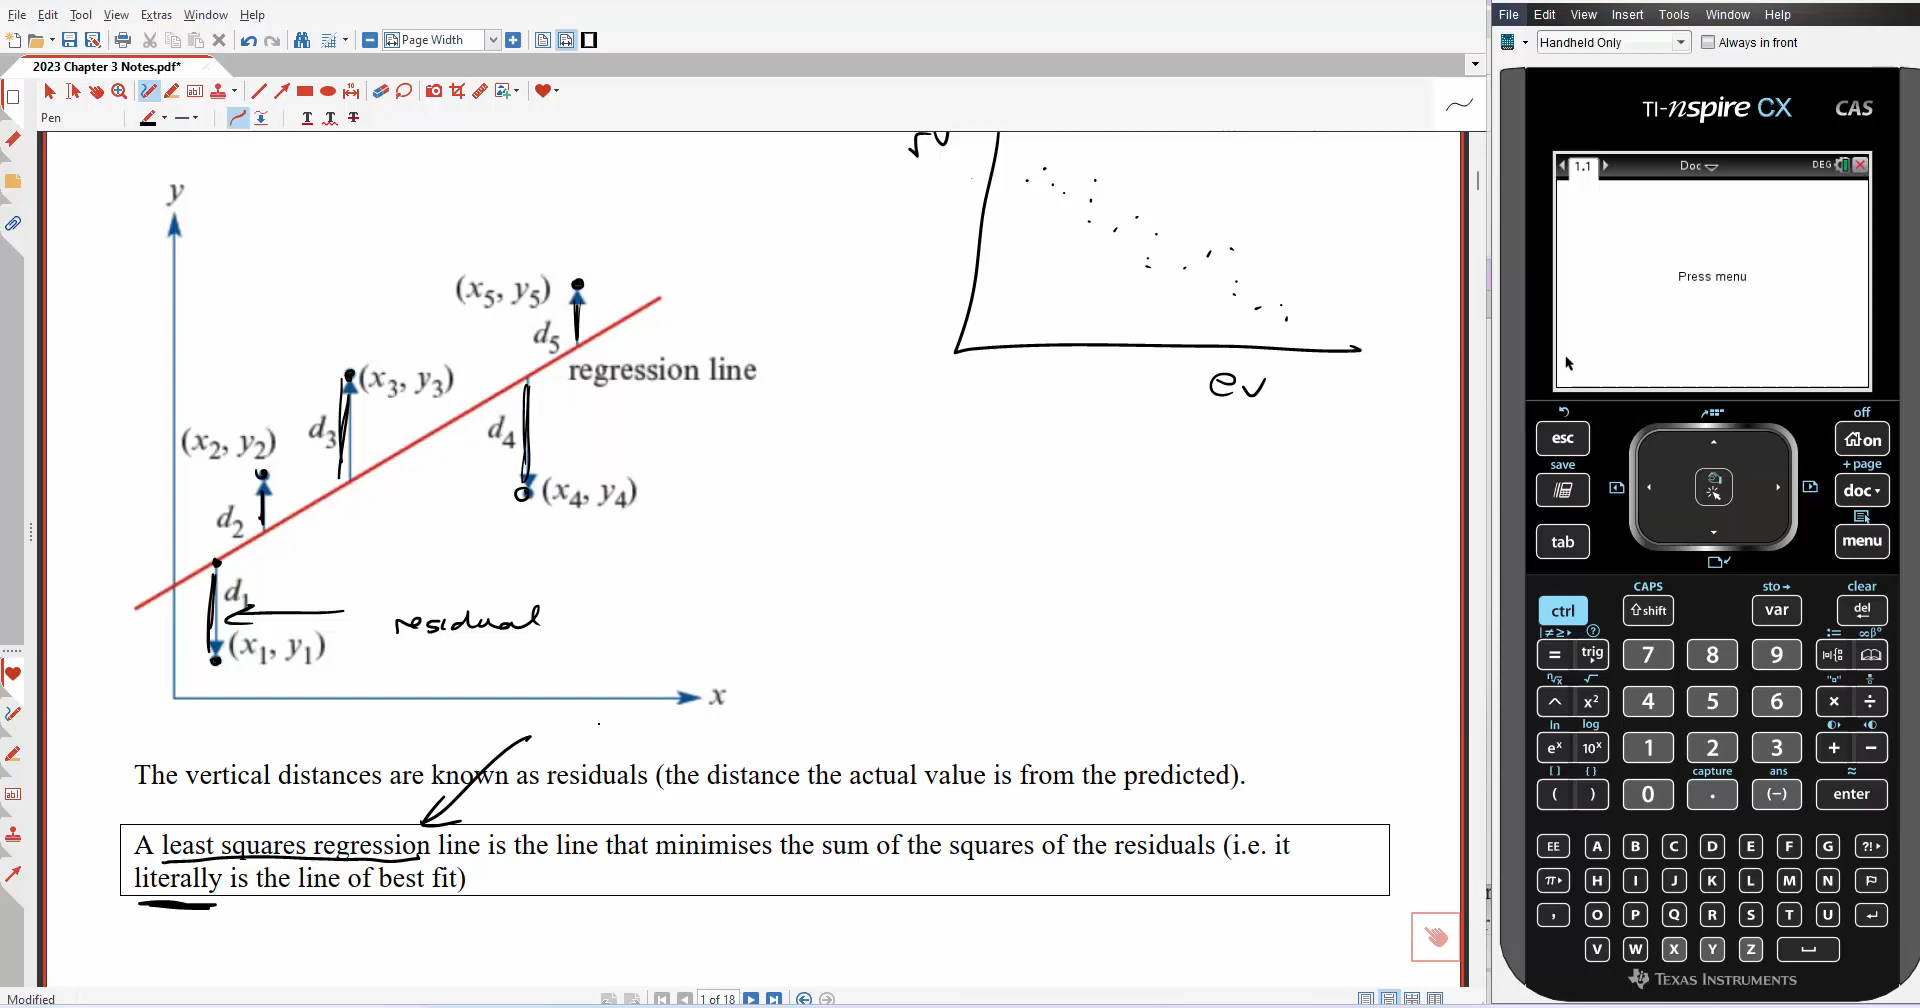 File Edit Tool View Extras Window Help
Page Width
2023 Chapter 3 Notes.pdf*
Pen
y
(x5, y5)
d5
regression line
(x3, y3)
d3
(x2, y2)
d4
(x4, y4)
d2
d1
residual
(x1, y1)
x
rv
ev
The vertical distances are known as residuals (the distance the actual value is from the predicted).
A least squares regression line is the line that minimises the sum of the squares of the residuals (i.e. it
literally is the line of best fit)
Modified
1 of 18
File Edit View Insert Tools Window Help
Handheld Only Always in front
TI-nspire CX CAS
1.1 Doc DEG
Press menu
off
esc on
save +page
doc
tab menu
CAPS sto→ clear
ctrl shift var del
|≠≥▸ ? := ∞β°
= trig 7 8 9
ⁿ√x √ "▫" 
^ x² 4 5 6 × ÷
ln log
eˣ 10ˣ 1 2 3 + −
[ ] { } capture ans ≈
( ) 0 . (−) enter
EE A B C D E F G ?!▸
π▸ H I J K L M N
, O P Q R S T U
V W X Y Z
TEXAS INSTRUMENTS